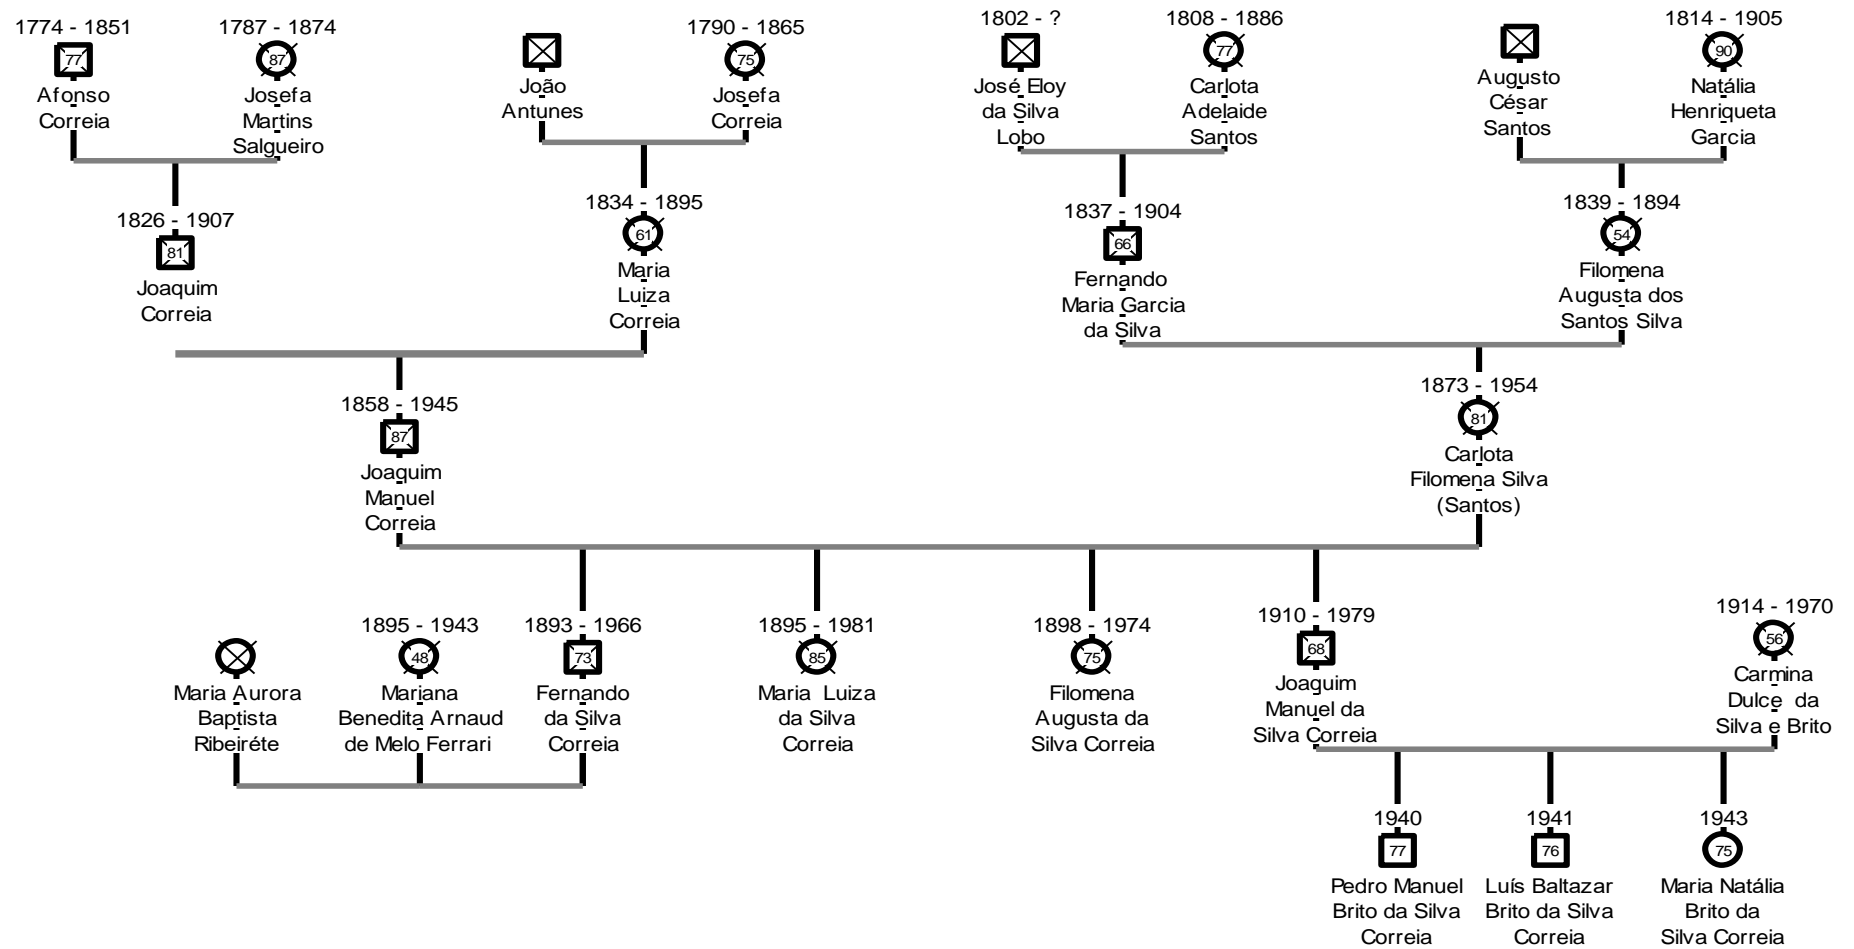 1774 - 1851
77
Afonso
Correia
1787 - 1874
87
Josefa
Martins
Salgueiro
João
Antunes
1790 - 1865
75
Josefa
Correia
1802 - ?
José Eloy
da Silva
Lobo
1808 - 1886
77
Carlota
Adelaide
Santos
Augusto
César
Santos
1814 - 1905
90
Natália
Henriqueta
Garcia
1826 - 1907
81
Joaquim
Correia
1834 - 1895
61
Maria
Luiza
Correia
1837 - 1904
66
Fernando
Maria Garcia
da Silva
1839 - 1894
54
Filomena
Augusta dos
Santos Silva
1858 - 1945
87
Joaquim
Manuel
Correia
1873 - 1954
81
Carlota
Filomena Silva
(Santos)
Maria Aurora
Baptista
Ribeiréte
1895 - 1943
48
Mariana
Benedita Arnaud
de Melo Ferrari
1893 - 1966
73
Fernando
da Silva
Correia
1895 - 1981
85
Maria Luiza
da Silva
Correia
1898 - 1974
75
Filomena
Augusta da
Silva Correia
1910 - 1979
68
Joaquim
Manuel da
Silva Correia
1914 - 1970
56
Carmina
Dulce da
Silva e Brito
1940
77
Pedro Manuel
Brito da Silva
Correia
1941
76
Luís Baltazar
Brito da Silva
Correia
1943
75
Maria Natália
Brito da
Silva Correia